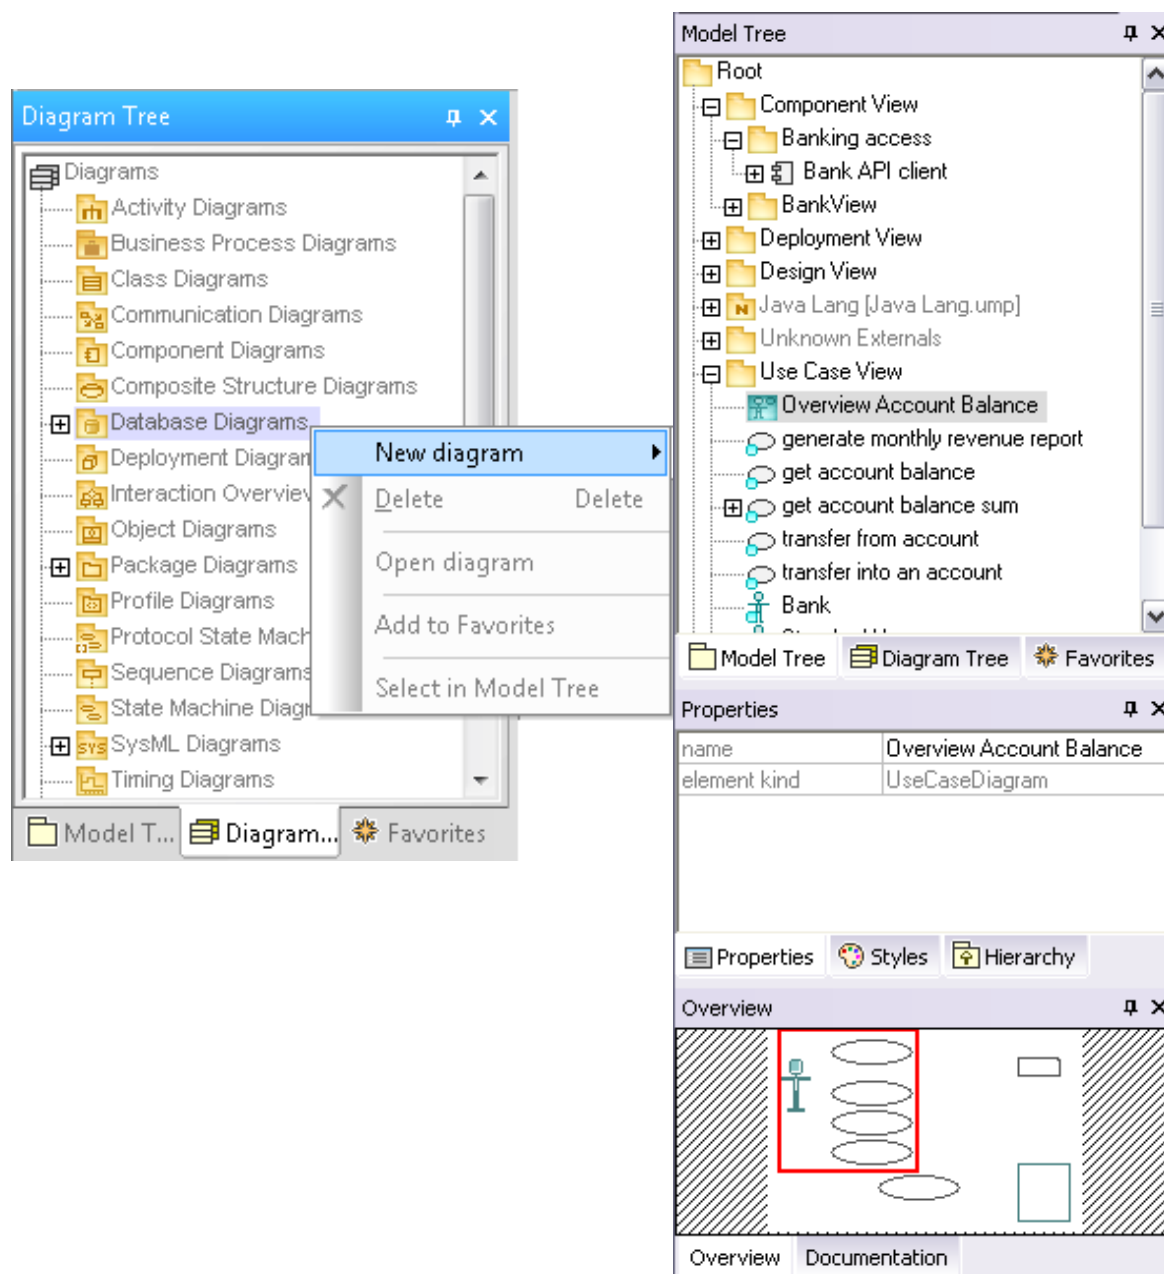 Diagram Tree
Diagrams
Activity Diagrams
Business Process Diagrams
Class Diagrams
Communication Diagrams
Component Diagrams
Composite Structure Diagrams
Database Diagrams
Deployment Diagram
Interaction Overview
Object Diagrams
Package Diagrams
Profile Diagrams
Protocol State Mach
Sequence Diagrams
State Machine Diagr
SysML Diagrams
Timing Diagrams
New diagram
Delete Delete
Open diagram
Add to Favorites
Select in Model Tree
Model T... Diagram... Favorites
Model Tree
Root
Component View
Banking access
Bank API client
BankView
Deployment View
Design View
Java Lang [Java Lang.ump]
Unknown Externals
Use Case View
Overview Account Balance
generate monthly revenue report
get account balance
get account balance sum
transfer from account
transfer into an account
Bank
Model Tree Diagram Tree Favorites
Properties
name Overview Account Balance
element kind UseCaseDiagram
Properties Styles Hierarchy
Overview
Overview Documentation